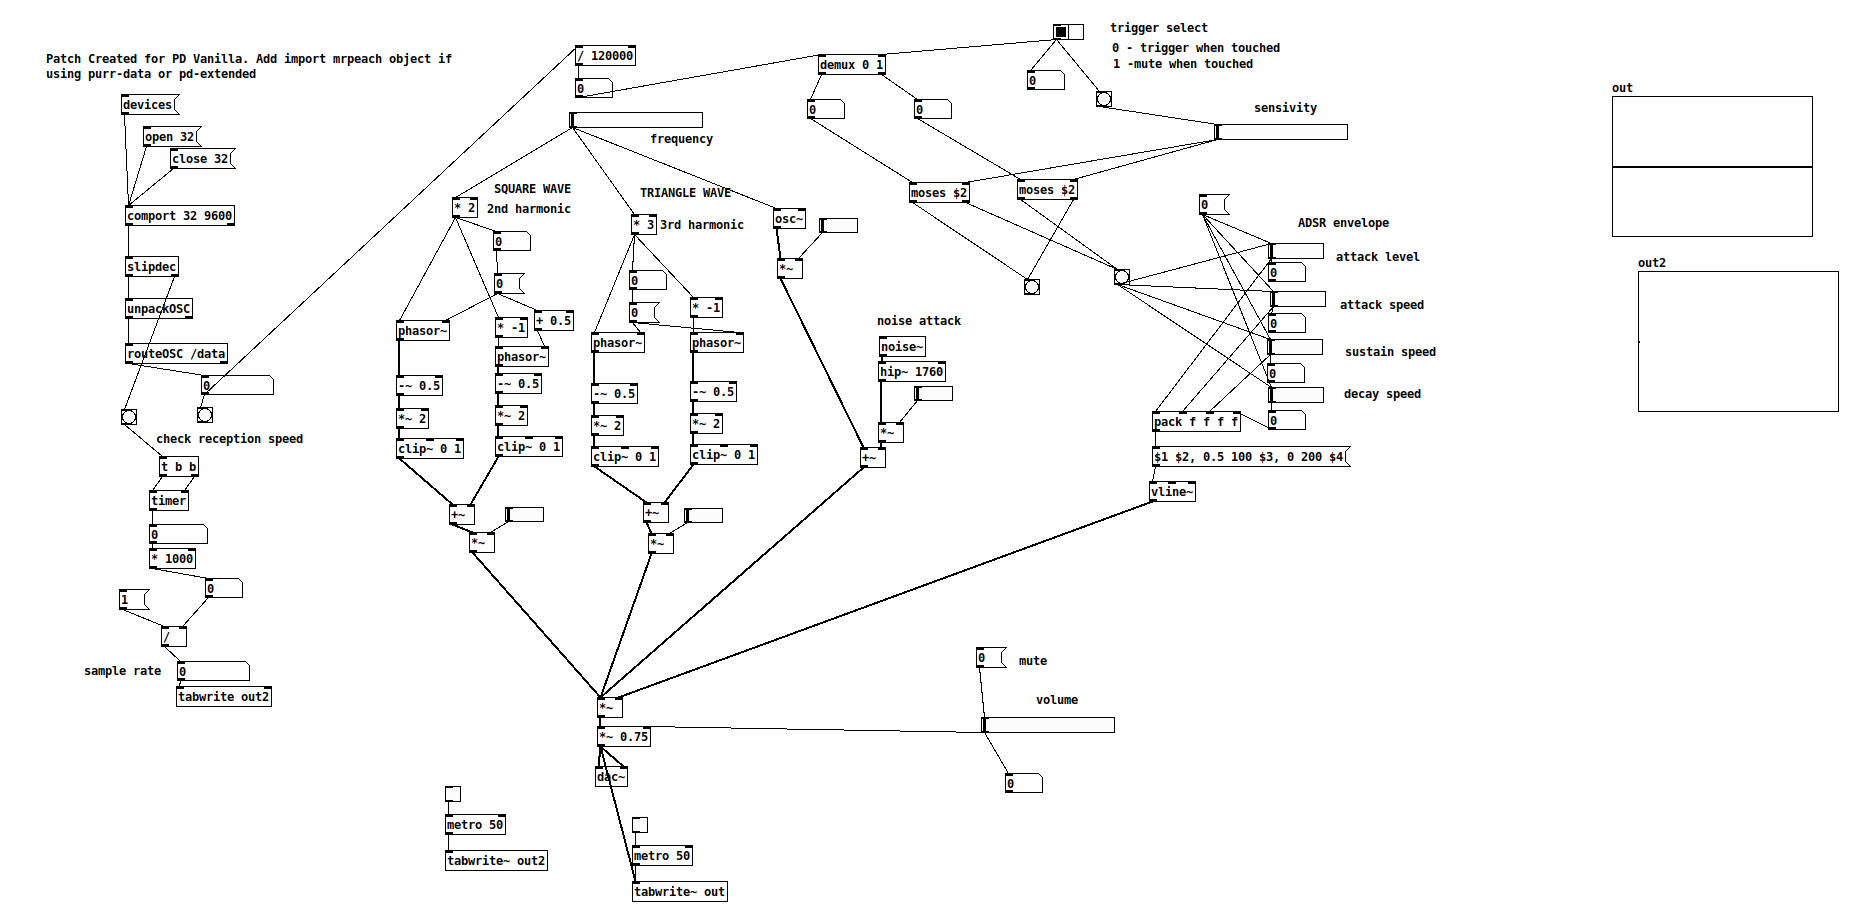 Patch Created for PD Vanilla. Add import mrpeach object if
using purr-data or pd-extended
devices
open 32
close 32
comport 32 9600
slipdec
unpackOSC
routeOSC /data
0
check reception speed
t b b
timer
0
* 1000
0
1
/
sample rate
0
tabwrite out2
/ 120000
0
frequency
SQUARE WAVE
* 2
2nd harmonic
0
0
phasor~
* -1
+ 0.5
phasor~
-~ 0.5
-~ 0.5
*~ 2
*~ 2
clip~ 0 1
clip~ 0 1
+~
*~
TRIANGLE WAVE
* 3
3rd harmonic
0
0
* -1
phasor~
phasor~
-~ 0.5
-~ 0.5
*~ 2
*~ 2
clip~ 0 1
clip~ 0 1
+~
*~
osc~
*~
noise attack
noise~
hip~ 1760
*~
+~
demux 0 1
0
0
trigger select
0 - trigger when touched
1 -mute when touched
0
sensivity
moses $2
moses $2
0
ADSR envelope
attack level
0
attack speed
0
sustain speed
0
decay speed
0
pack f f f f
$1 $2, 0.5 100 $3, 0 200 $4
vline~
out
out2
*~
*~ 0.75
dac~
0
mute
volume
0
metro 50
tabwrite~ out2
metro 50
tabwrite~ out